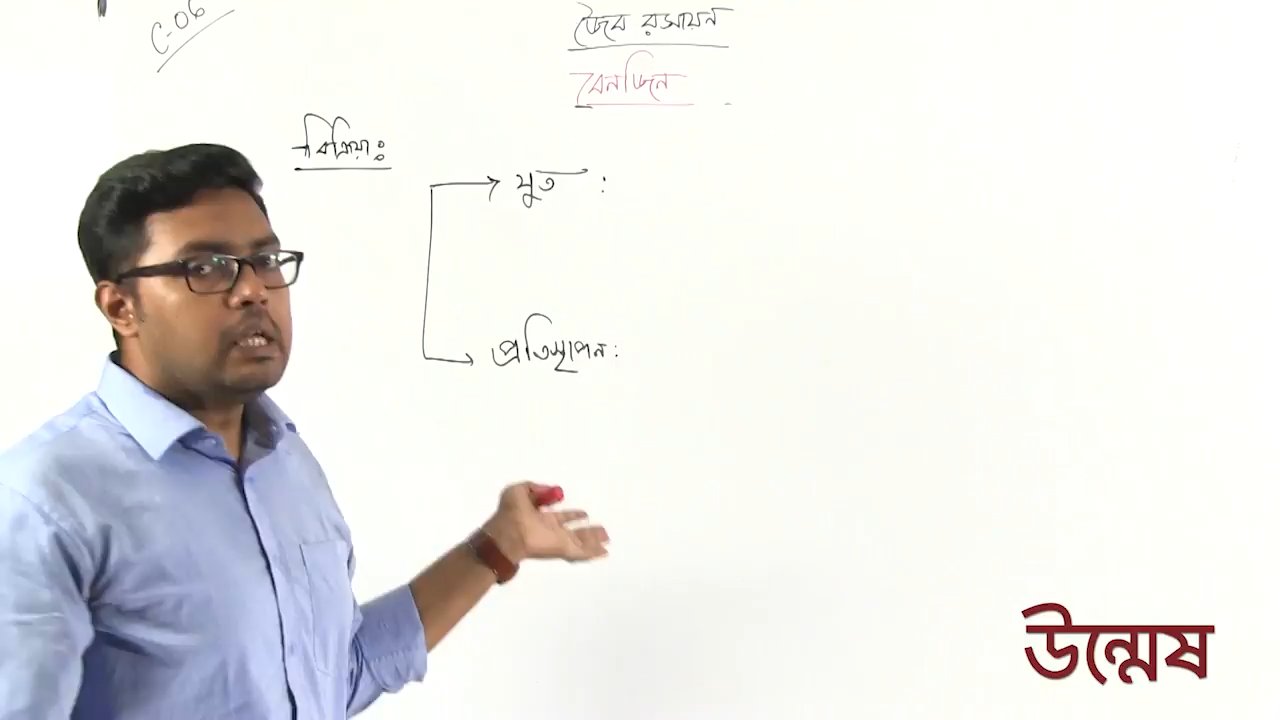 C-06
জৈব রসায়ন
বেনজিন
বিক্রিয়াঃ
যুত :
প্রতিস্থাপন:
উন্মেষ